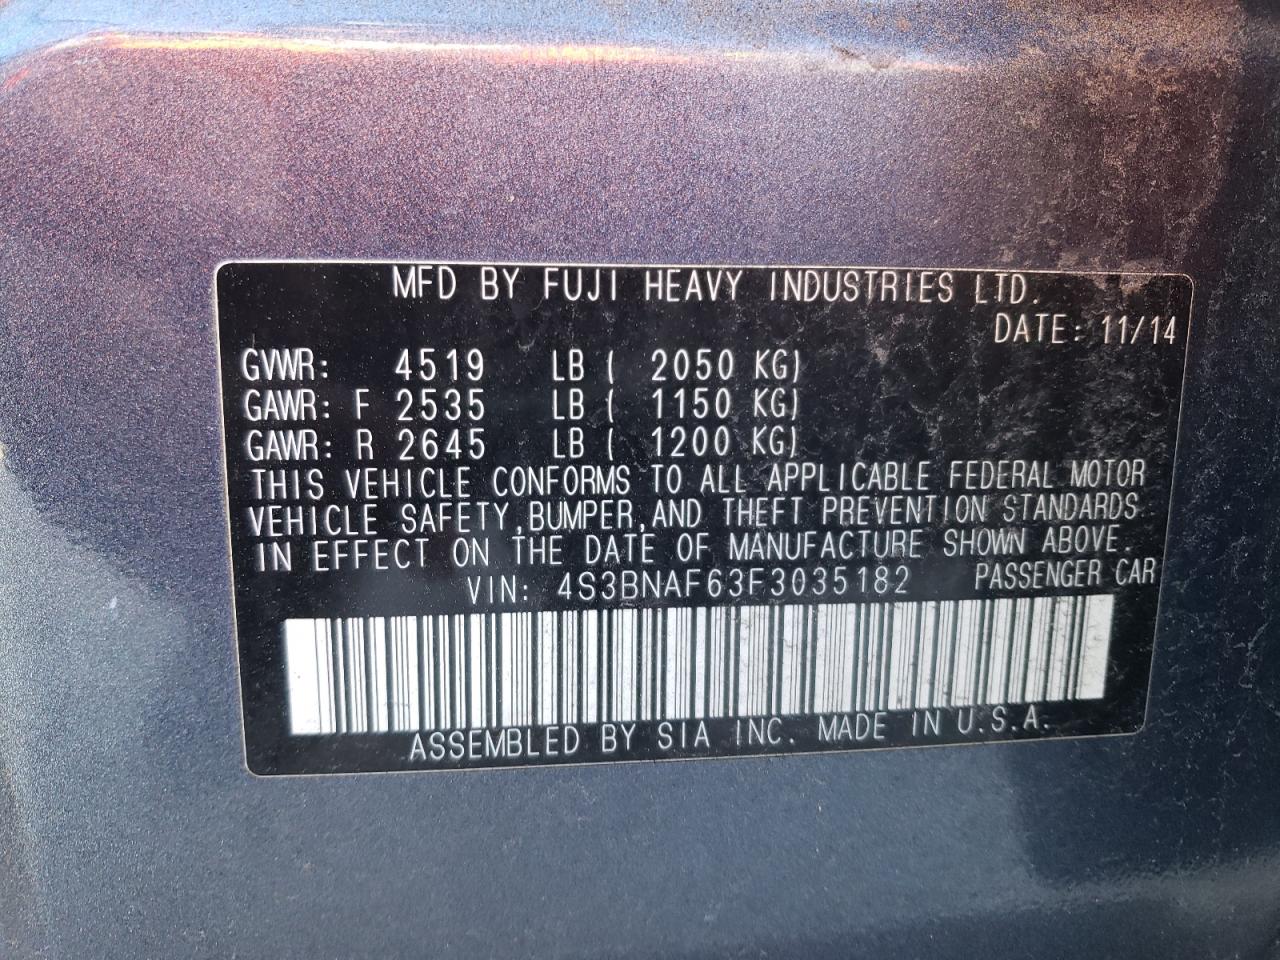 MFD BY FUJI HEAVY INDUSTRIES LTD.
DATE: 11/14
GVWR: 4519 LB ( 2050 KG)
GAWR: F 2535 LB ( 1150 KG)
GAWR: R 2645 LB ( 1200 KG)
THIS VEHICLE CONFORMS TO ALL APPLICABLE FEDERAL MOTOR
VEHICLE SAFETY,BUMPER,AND THEFT PREVENTION STANDARDS
IN EFFECT ON THE DATE OF MANUFACTURE SHOWN ABOVE.
VIN: 4S3BNAF63F3035182 PASSENGER CAR
ASSEMBLED BY SIA INC. MADE IN U.S.A.